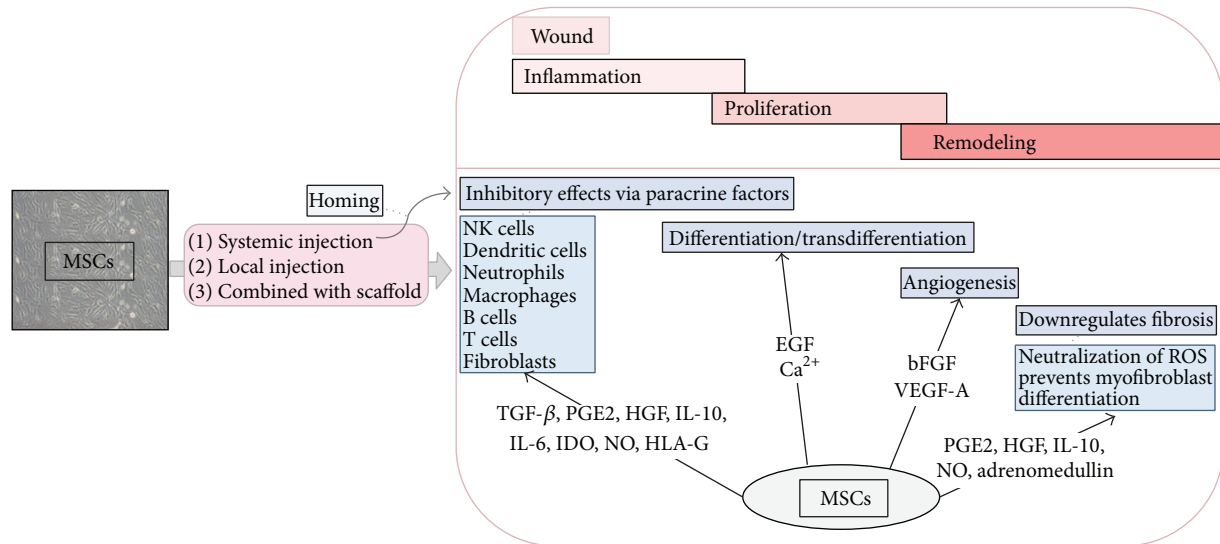 Wound
Inflammation
Proliferation
Remodeling
MSCs
Homing
(1) Systemic injection
(2) Local injection
(3) Combined with scaffold
Inhibitory effects via paracrine factors
NK cells
Dendritic cells
Neutrophils
Macrophages
B cells
T cells
Fibroblasts
Differentiation/transdifferentiation
Angiogenesis
Downregulates fibrosis
Neutralization of ROS
prevents myofibroblast
differentiation
EGF
Ca²⁺
bFGF
VEGF-A
TGF-β, PGE2, HGF, IL-10,
IL-6, IDO, NO, HLA-G
PGE2, HGF, IL-10,
NO, adrenomedullin
MSCs